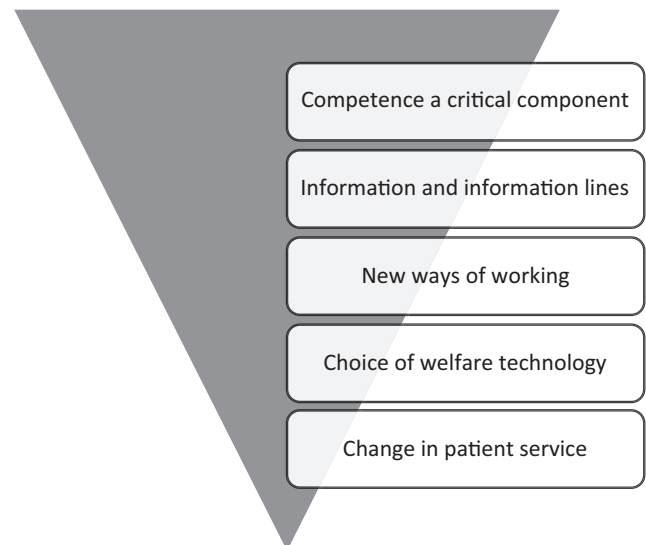 Competence a critical component
Information and information lines
New ways of working
Choice of welfare technology
Change in patient service